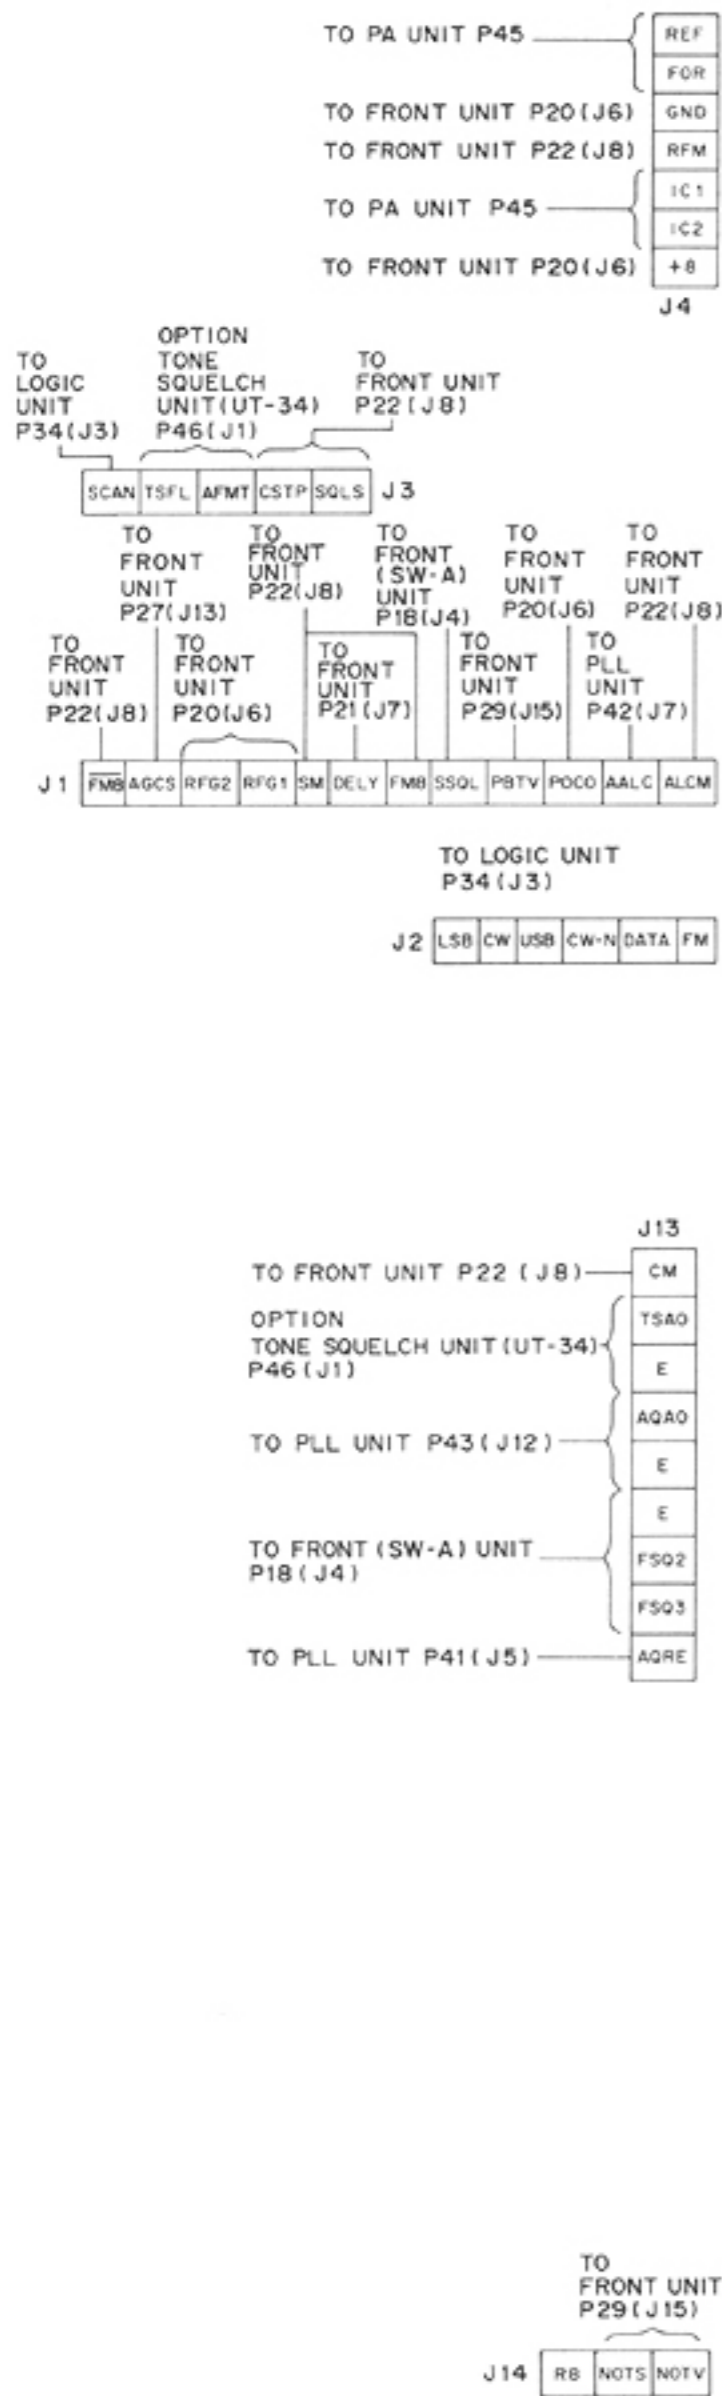 TO PA UNIT P45
REF
FOR
TO FRONT UNIT P20(J6)
GND
TO FRONT UNIT P22(J8)
RFM
TO PA UNIT P45
IC1
IC2
TO FRONT UNIT P20(J6)
+8
J4
TO
LOGIC
UNIT
P34(J3)
OPTION
TONE
SQUELCH
UNIT(UT-34)
P46(J1)
TO
FRONT UNIT
P22(J8)
SCAN TSFL AFMT CSTP SQLS J3
TO
FRONT
UNIT
P27(J13)
TO
FRONT
UNIT
P22(J8)
TO
FRONT
(SW-A)
UNIT
P18(J4)
TO
FRONT
UNIT
P20(J6)
TO
FRONT
UNIT
P22(J8)
TO
FRONT
UNIT
P22(J8)
TO
FRONT
UNIT
P20(J6)
TO
FRONT
UNIT
P21(J7)
TO
FRONT
UNIT
P29(J15)
TO
PLL
UNIT
P42(J7)
J1 FM8 AGCS RFG2 RFG1 SM DELY FM8 SSQL PBTV POCO AALC ALCM
TO LOGIC UNIT
P34(J3)
J2 LSB CW USB CW-N DATA FM
J13
TO FRONT UNIT P22 (J8)
CM
OPTION
TONE SQUELCH UNIT(UT-34)
P46(J1)
TSAO
E
TO PLL UNIT P43(J12)
AQAO
E
TO FRONT(SW-A) UNIT
P18(J4)
E
FSQ2
FSQ3
TO PLL UNIT P41(J5)
AQRE
TO
FRONT UNIT
P29(J15)
J14 R8 NOTS NOTV